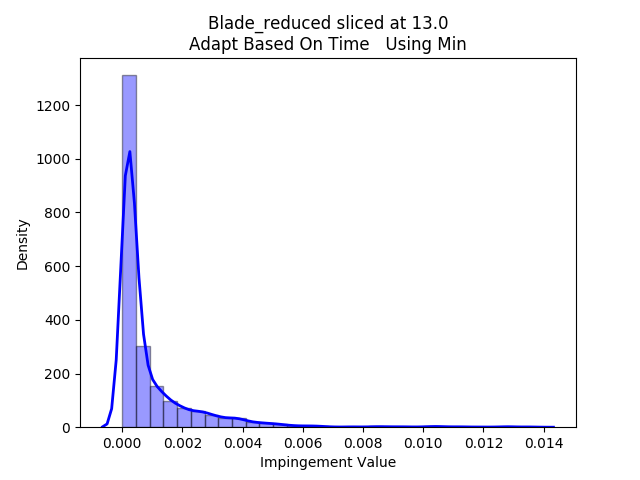 Blade_reduced sliced at 13.0
Adapt Based On Time   Using Min
1200
1000
800
600
400
200
0
Density
0.000 0.002 0.004 0.006 0.008 0.010 0.012 0.014
Impingement Value